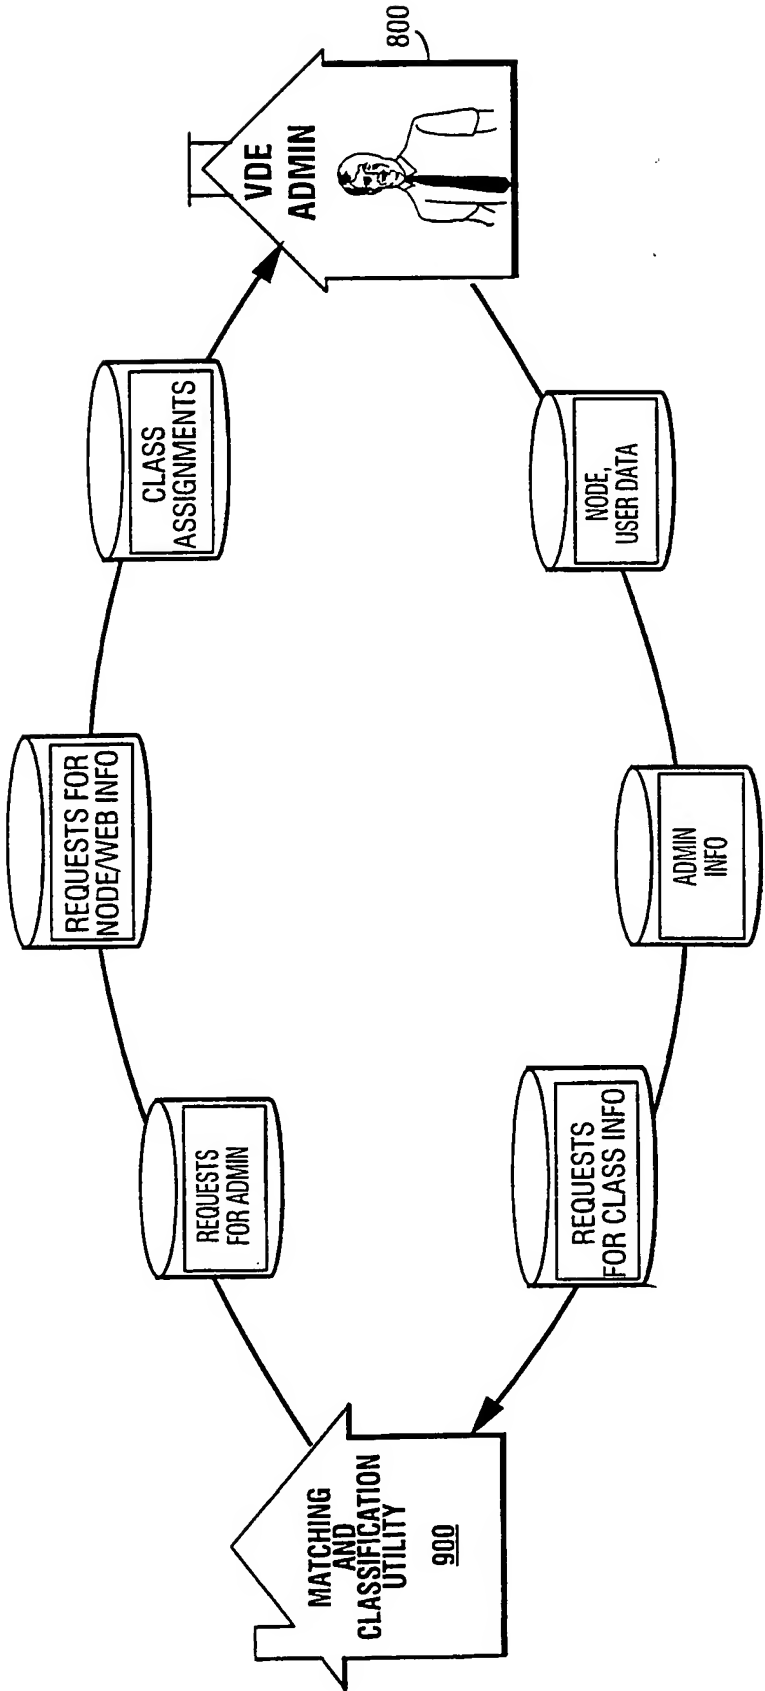 REQUESTS FOR
NODE/WEB INFO
CLASS
ASSIGNMENTS
REQUESTS
FOR ADMIN
VDE
ADMIN
800
MATCHING
AND
CLASSIFICATION
UTILITY
900
REQUESTS
FOR CLASS INFO
NODE,
USER DATA
ADMIN
INFO